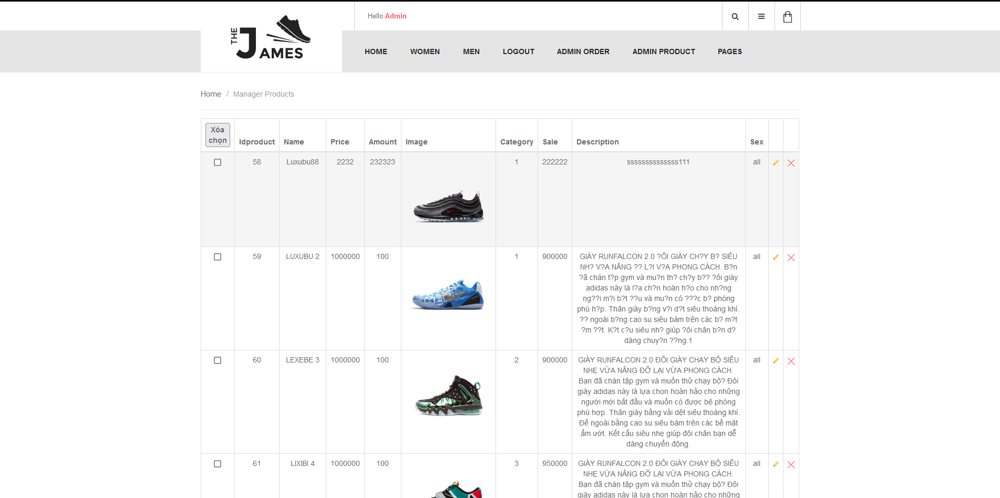 Hello Admin
THE JAMES
HOME WOMEN MEN LOGOUT ADMIN ORDER ADMIN PRODUCT PAGES
Home / Manager Products
Xóa
chọn
Idproduct Name Price Amount Image Category Sale Description Sex
58 Luxubu88 2232 232323 1 222222 ssssssssssssss111 all
59 LUXUBU 2 1000000 100 1 900000 GIÀY RUNFALCON 2.0 ?ÔI GIÀY CH?Y B? SIÊU all
NH? V?A NÂNG ?? L?I V?A PHONG CÁCH. B?n
?ã chán t?p gym và mu?n th? ch?y b?? ?ôi giày
adidas này là l?a ch?n hoàn h?o cho nh?ng
ng??i m?i b?t ??u và mu?n có ???c b? phóng
phù h?p. Thân giày b?ng v?i d?t siêu thoáng khí.
?? ngoài b?ng cao su siêu bám trên các b? m?t
?m ??t. K?t c?u siêu nh? giúp ?ôi chân b?n d?
dàng chuy?n ??ng.1
60 LEXEBE 3 1000000 100 2 900000 GIÀY RUNFALCON 2.0 ĐÔI GIÀY CHẠY BỘ SIÊU all
NHẸ VỪA NÂNG ĐỠ LẠI VỪA PHONG CÁCH.
Bạn đã chán tập gym và muốn thử chạy bộ? Đôi
giày adidas này là lựa chọn hoàn hảo cho những
người mới bắt đầu và muốn có được bệ phóng
phù hợp. Thân giày bằng vải dệt siêu thoáng khí.
Đế ngoài bằng cao su siêu bám trên các bề mặt
ẩm ướt. Kết cấu siêu nhẹ giúp đôi chân bạn dễ
dàng chuyển động.
61 LIXIBI 4 1000000 100 3 950000 GIÀY RUNFALCON 2.0 ĐÔI GIÀY CHẠY BỘ SIÊU all
NHẸ VỪA NÂNG ĐỠ LẠI VỪA PHONG CÁCH.
Bạn đã chán tập gym và muốn thử chạy bộ? Đôi
giày adidas này là lựa chọn hoàn hảo cho những